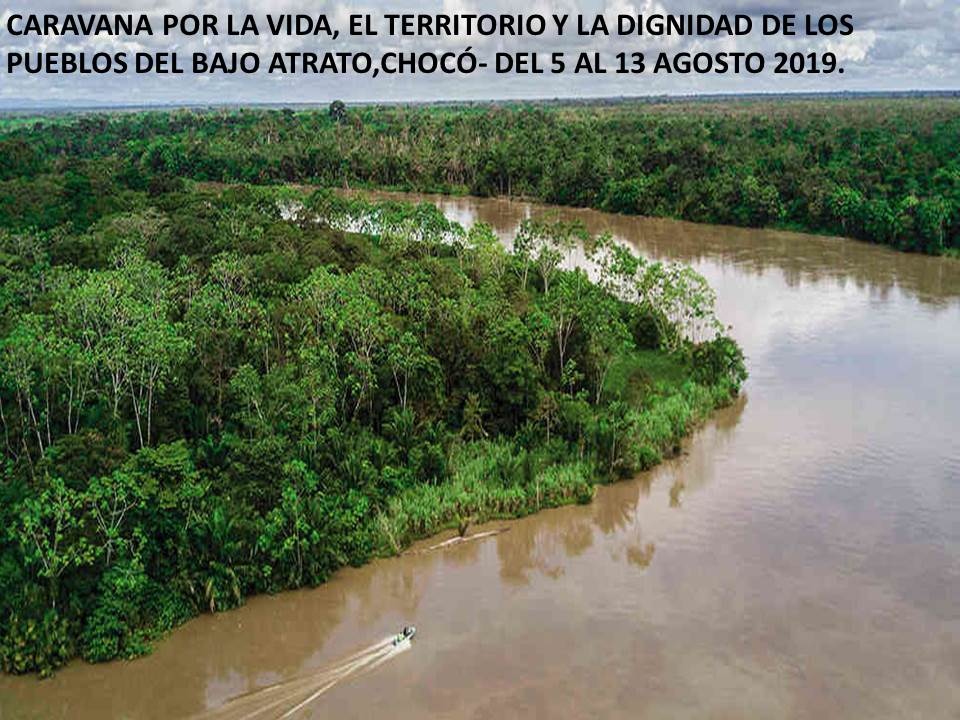 CARAVANA POR LA VIDA, EL TERRITORIO Y LA DIGNIDAD DE LOS
PUEBLOS DEL BAJO ATRATO,CHOCÓ- DEL 5 AL 13 AGOSTO 2019.